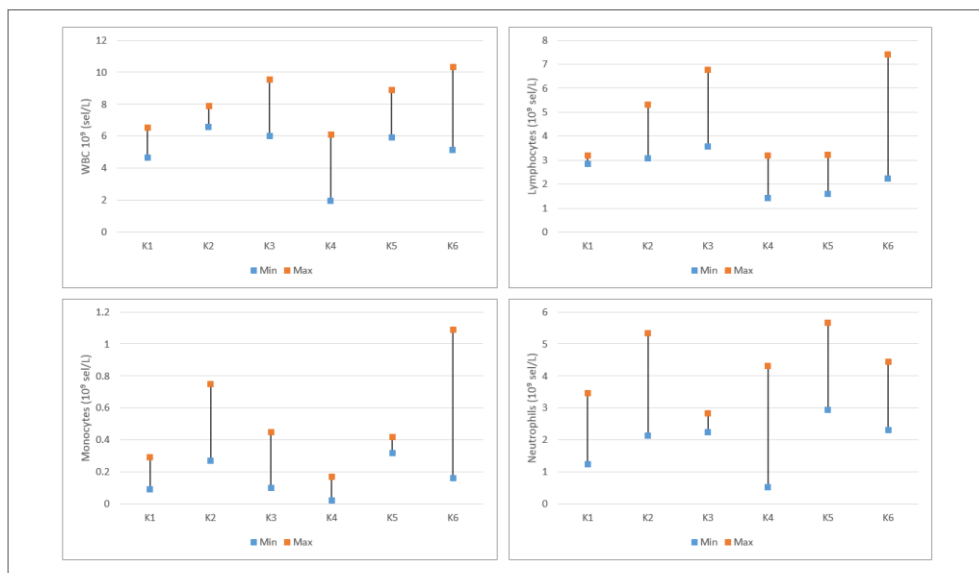 WBC 10⁹ (sel/L)
12
10
8
6
4
2
0
K1 K2 K3 K4 K5 K6
Min Max
Lymphocytes (10⁹ sel/L)
8
7
6
5
4
3
2
1
0
K1 K2 K3 K4 K5 K6
Min Max
Monocytes (10⁹ sel/L)
1.2
1
0.8
0.6
0.4
0.2
0
K1 K2 K3 K4 K5 K6
Min Max
Neutrophils (10⁹ sel/L)
6
5
4
3
2
1
0
K1 K2 K3 K4 K5 K6
Min Max